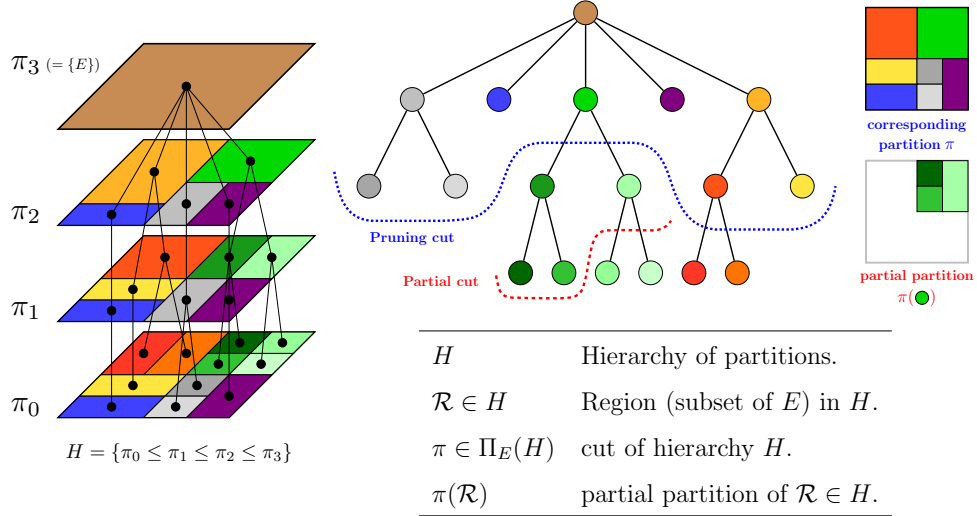 π₃ (= {E})
π₂
π₁
π₀
H = {π₀ ≤ π₁ ≤ π₂ ≤ π₃}
Pruning cut
Partial cut
corresponding
partition π
partial partition
π( )
H Hierarchy of partitions.
ℛ ∈ H Region (subset of E) in H.
π ∈ Π_E(H) cut of hierarchy H.
π(ℛ) partial partition of ℛ ∈ H.